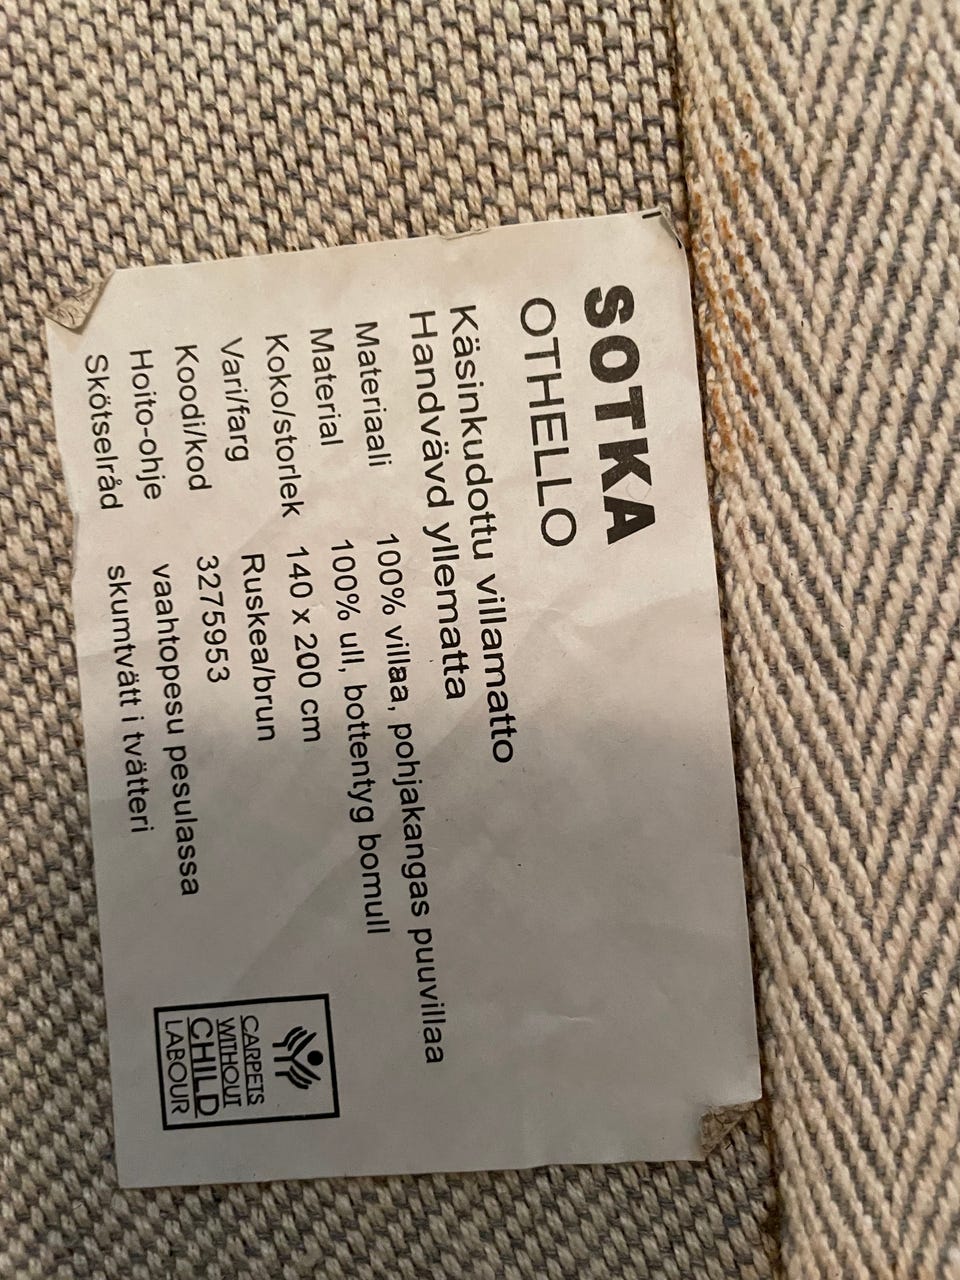 SOTKA
OTHELLO
Käsinkudottu villamatto
Handvävd yllematta
Materiaali 100% villaa, pohjakangas puuvillaa
Material 100% ull, bottentyg bomull
Koko/storlek 140 x 200 cm
Vari/farg Ruskea/brun
Koodi/kod 3275953
Hoito-ohje vaahtopesu pesulassa
Skötselråd skumtvätt i tvätteri
CARPETS
WITHOUT
CHILD
LABOUR